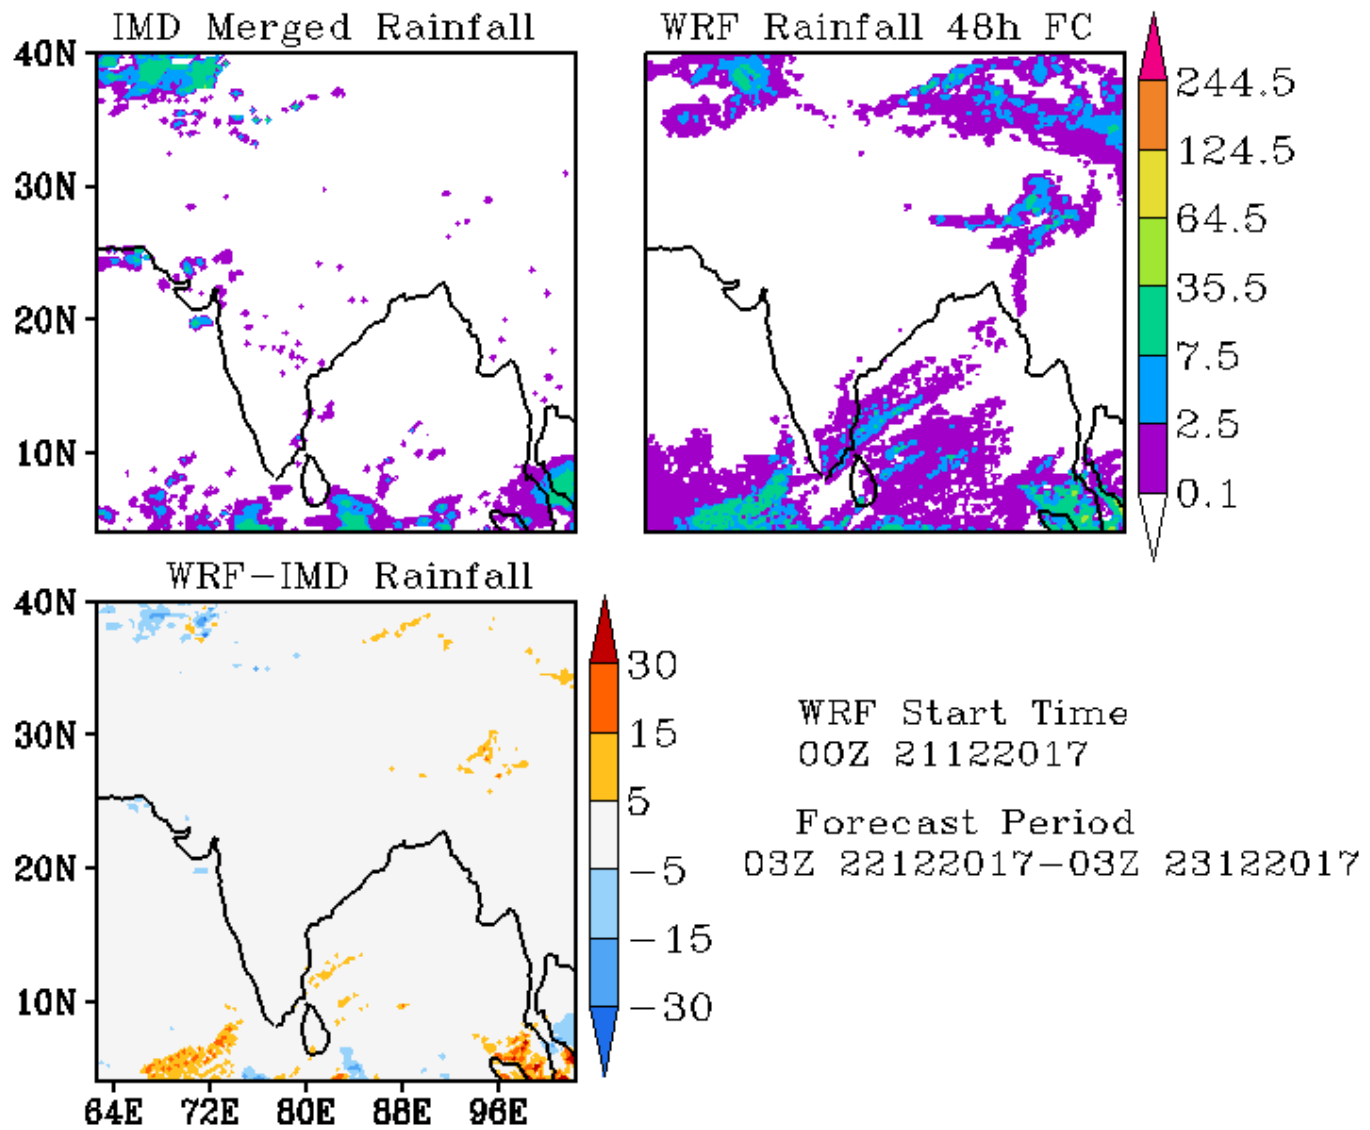 IMD Merged Rainfall
WRF Rainfall 48h FC
40N
30N
20N
10N
244.5
124.5
64.5
35.5
7.5
2.5
0.1
WRF-IMD Rainfall
40N
30N
20N
10N
64E 72E 80E 88E 96E
30
15
5
-5
-15
-30
WRF Start Time
00Z 21122017
Forecast Period
03Z 22122017-03Z 23122017